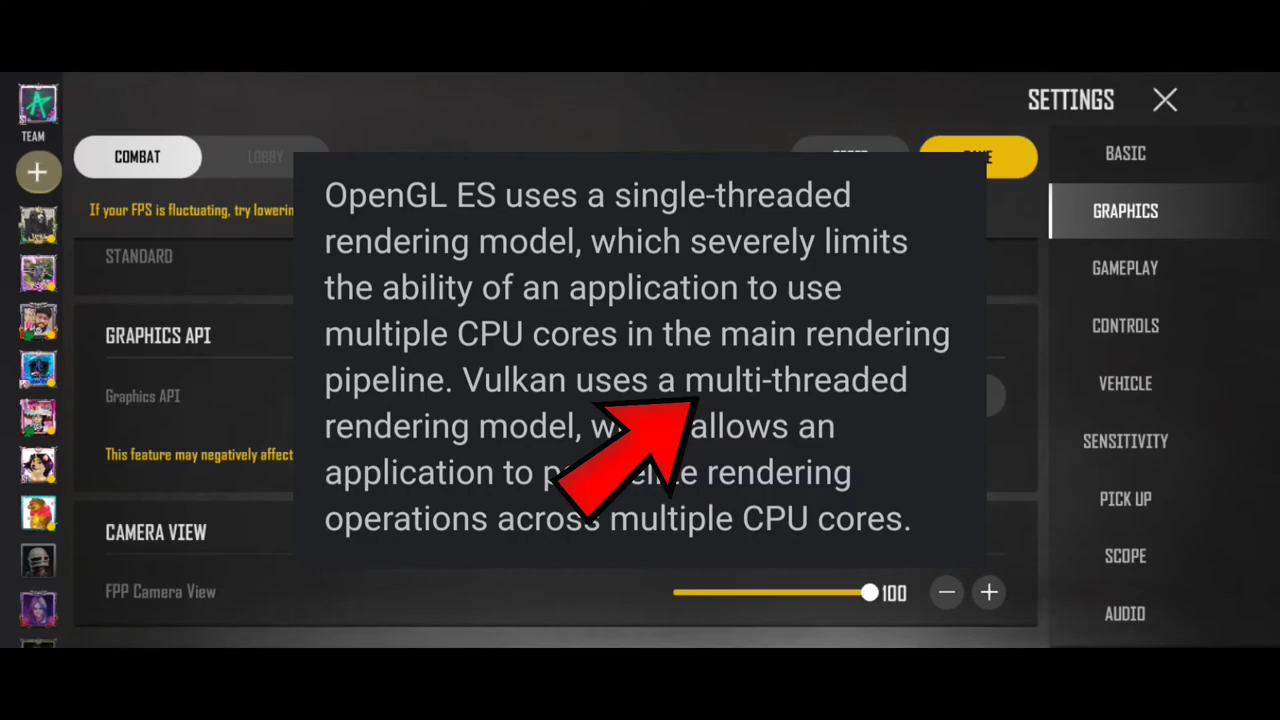 SETTINGS
TEAM
COMBAT
LOBBY
If your FPS is fluctuating, try lowerin
STANDARD
GRAPHICS API
Graphics API
This feature may negatively affect
CAMERA VIEW
FPP Camera View
100
OpenGL ES uses a single-threaded
rendering model, which severely limits
the ability of an application to use
multiple CPU cores in the main rendering
pipeline. Vulkan uses a multi-threaded
rendering model, allows an
application to rendering
operations across multiple CPU cores.
BASIC
GRAPHICS
GAMEPLAY
CONTROLS
VEHICLE
SENSITIVITY
PICK UP
SCOPE
AUDIO